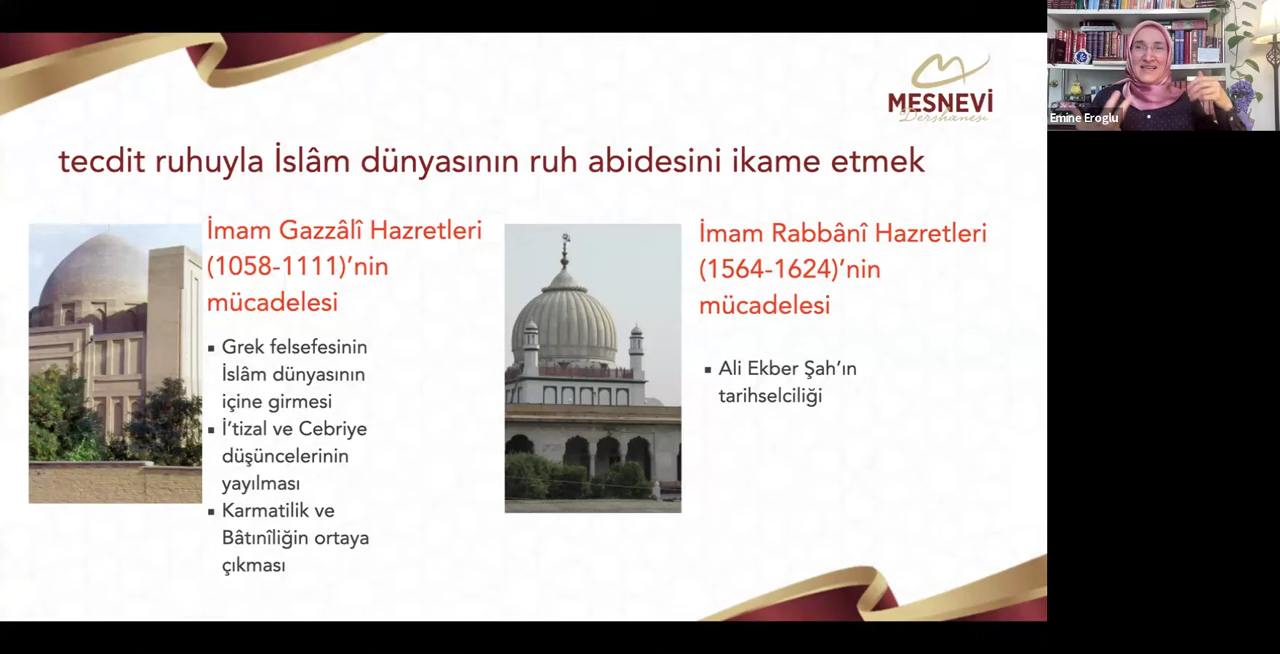 MESNEVİ
Dershanesi
Emine Eroglu
tecdit ruhuyla İslâm dünyasının ruh abidesini ikame etmek
İmam Gazzâlî Hazretleri
(1058-1111)’nin
mücadelesi
▪ Grek felsefesinin
İslâm dünyasının
içine girmesi
▪ İ’tizal ve Cebriye
düşüncelerinin
yayılması
▪ Karmatilik ve
Bâtınîliğin ortaya
çıkması
İmam Rabbânî Hazretleri
(1564-1624)’nin
mücadelesi
▪ Ali Ekber Şah’ın
tarihselciliği